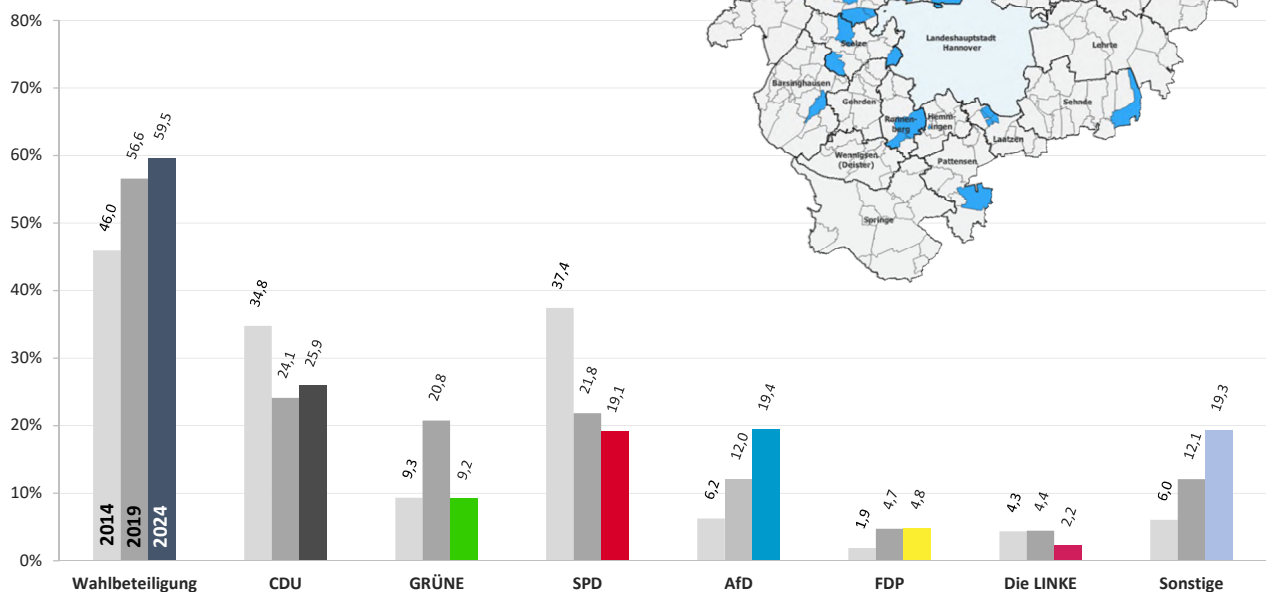 80%
70%
60%
50%
40%
30%
20%
10%
0%
46,0
56,6
59,5
34,8
24,1
25,9
9,3
20,8
9,2
37,4
21,8
19,1
6,2
12,0
19,4
1,9
4,7
4,8
4,3
4,4
2,2
6,0
12,1
19,3
2014
2019
2024
Wahlbeteiligung
CDU
GRÜNE
SPD
AfD
FDP
Die LINKE
Sonstige
Landeshauptstadt
Hannover
Seelze
Lehrte
Barsinghausen
Gehrden
Sehnde
Ronnen-
berg
Hemm-
ingen
Laatzen
Wennigsen
(Deister)
Pattensen
Springe